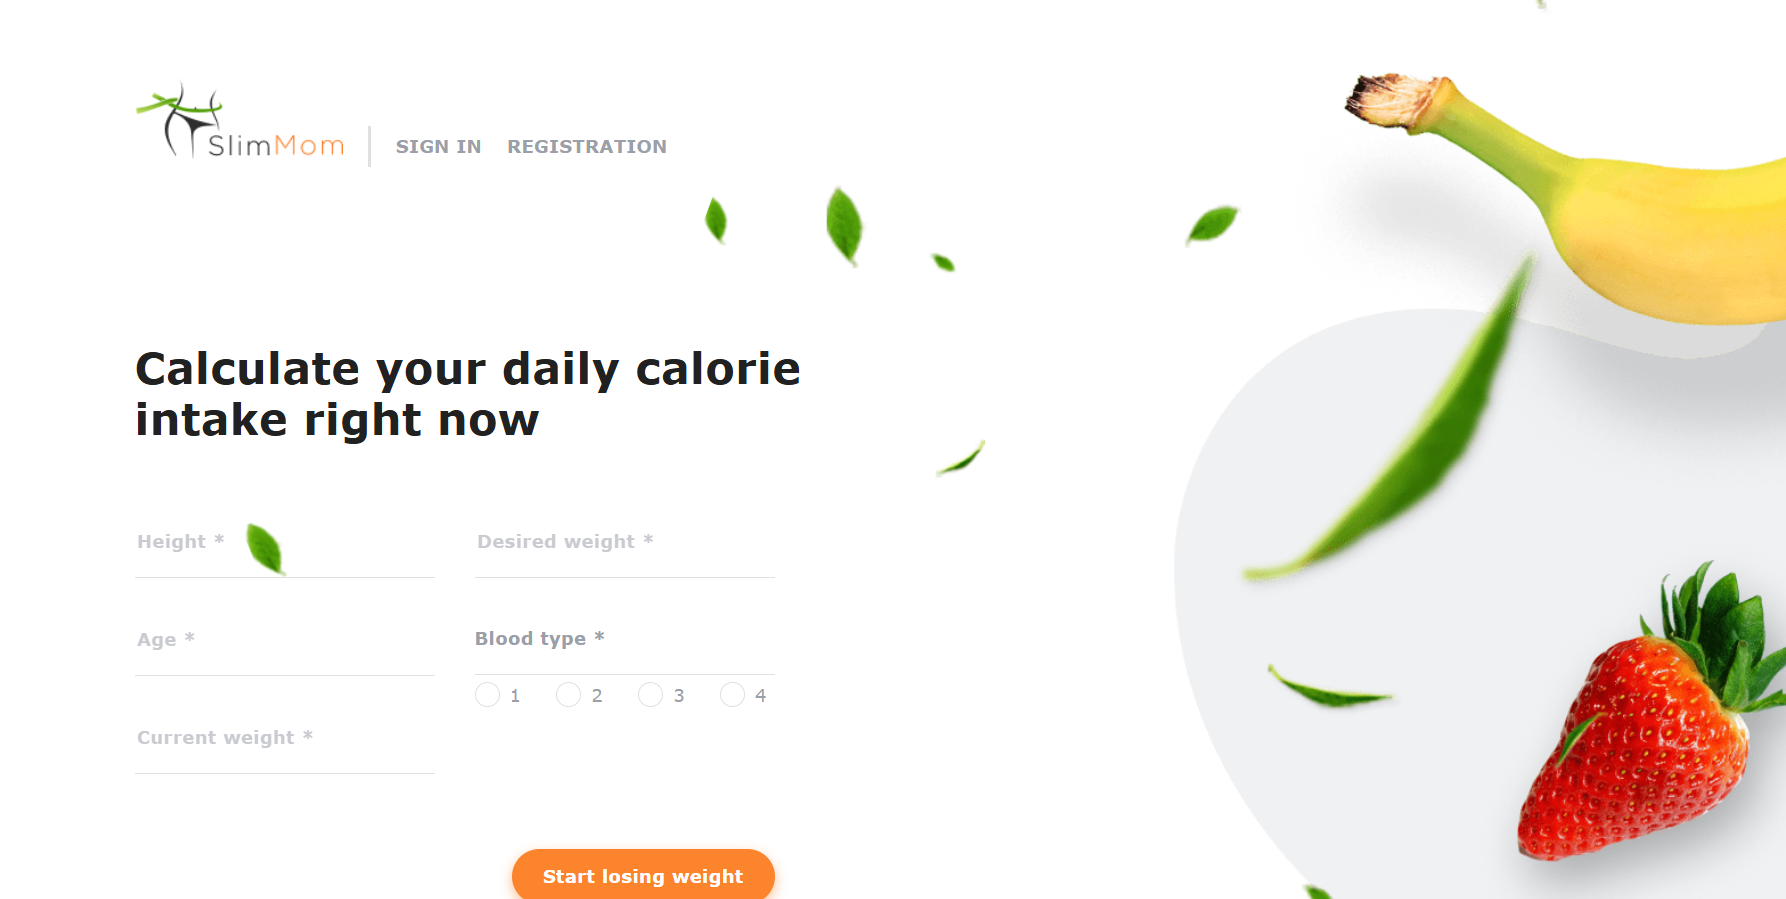 SlimMom
SIGN IN
REGISTRATION
Calculate your daily calorie
intake right now
Height *
Desired weight *
Age *
Blood type *
1
2
3
4
Current weight *
Start losing weight